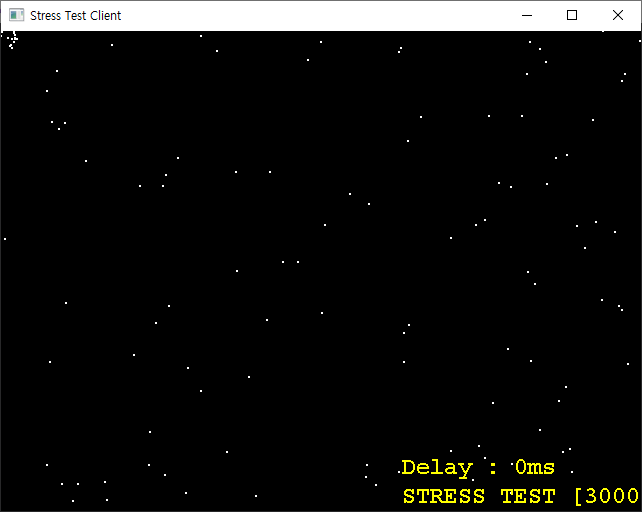 Stress Test Client
Delay : 0ms
STRESS TEST [3000